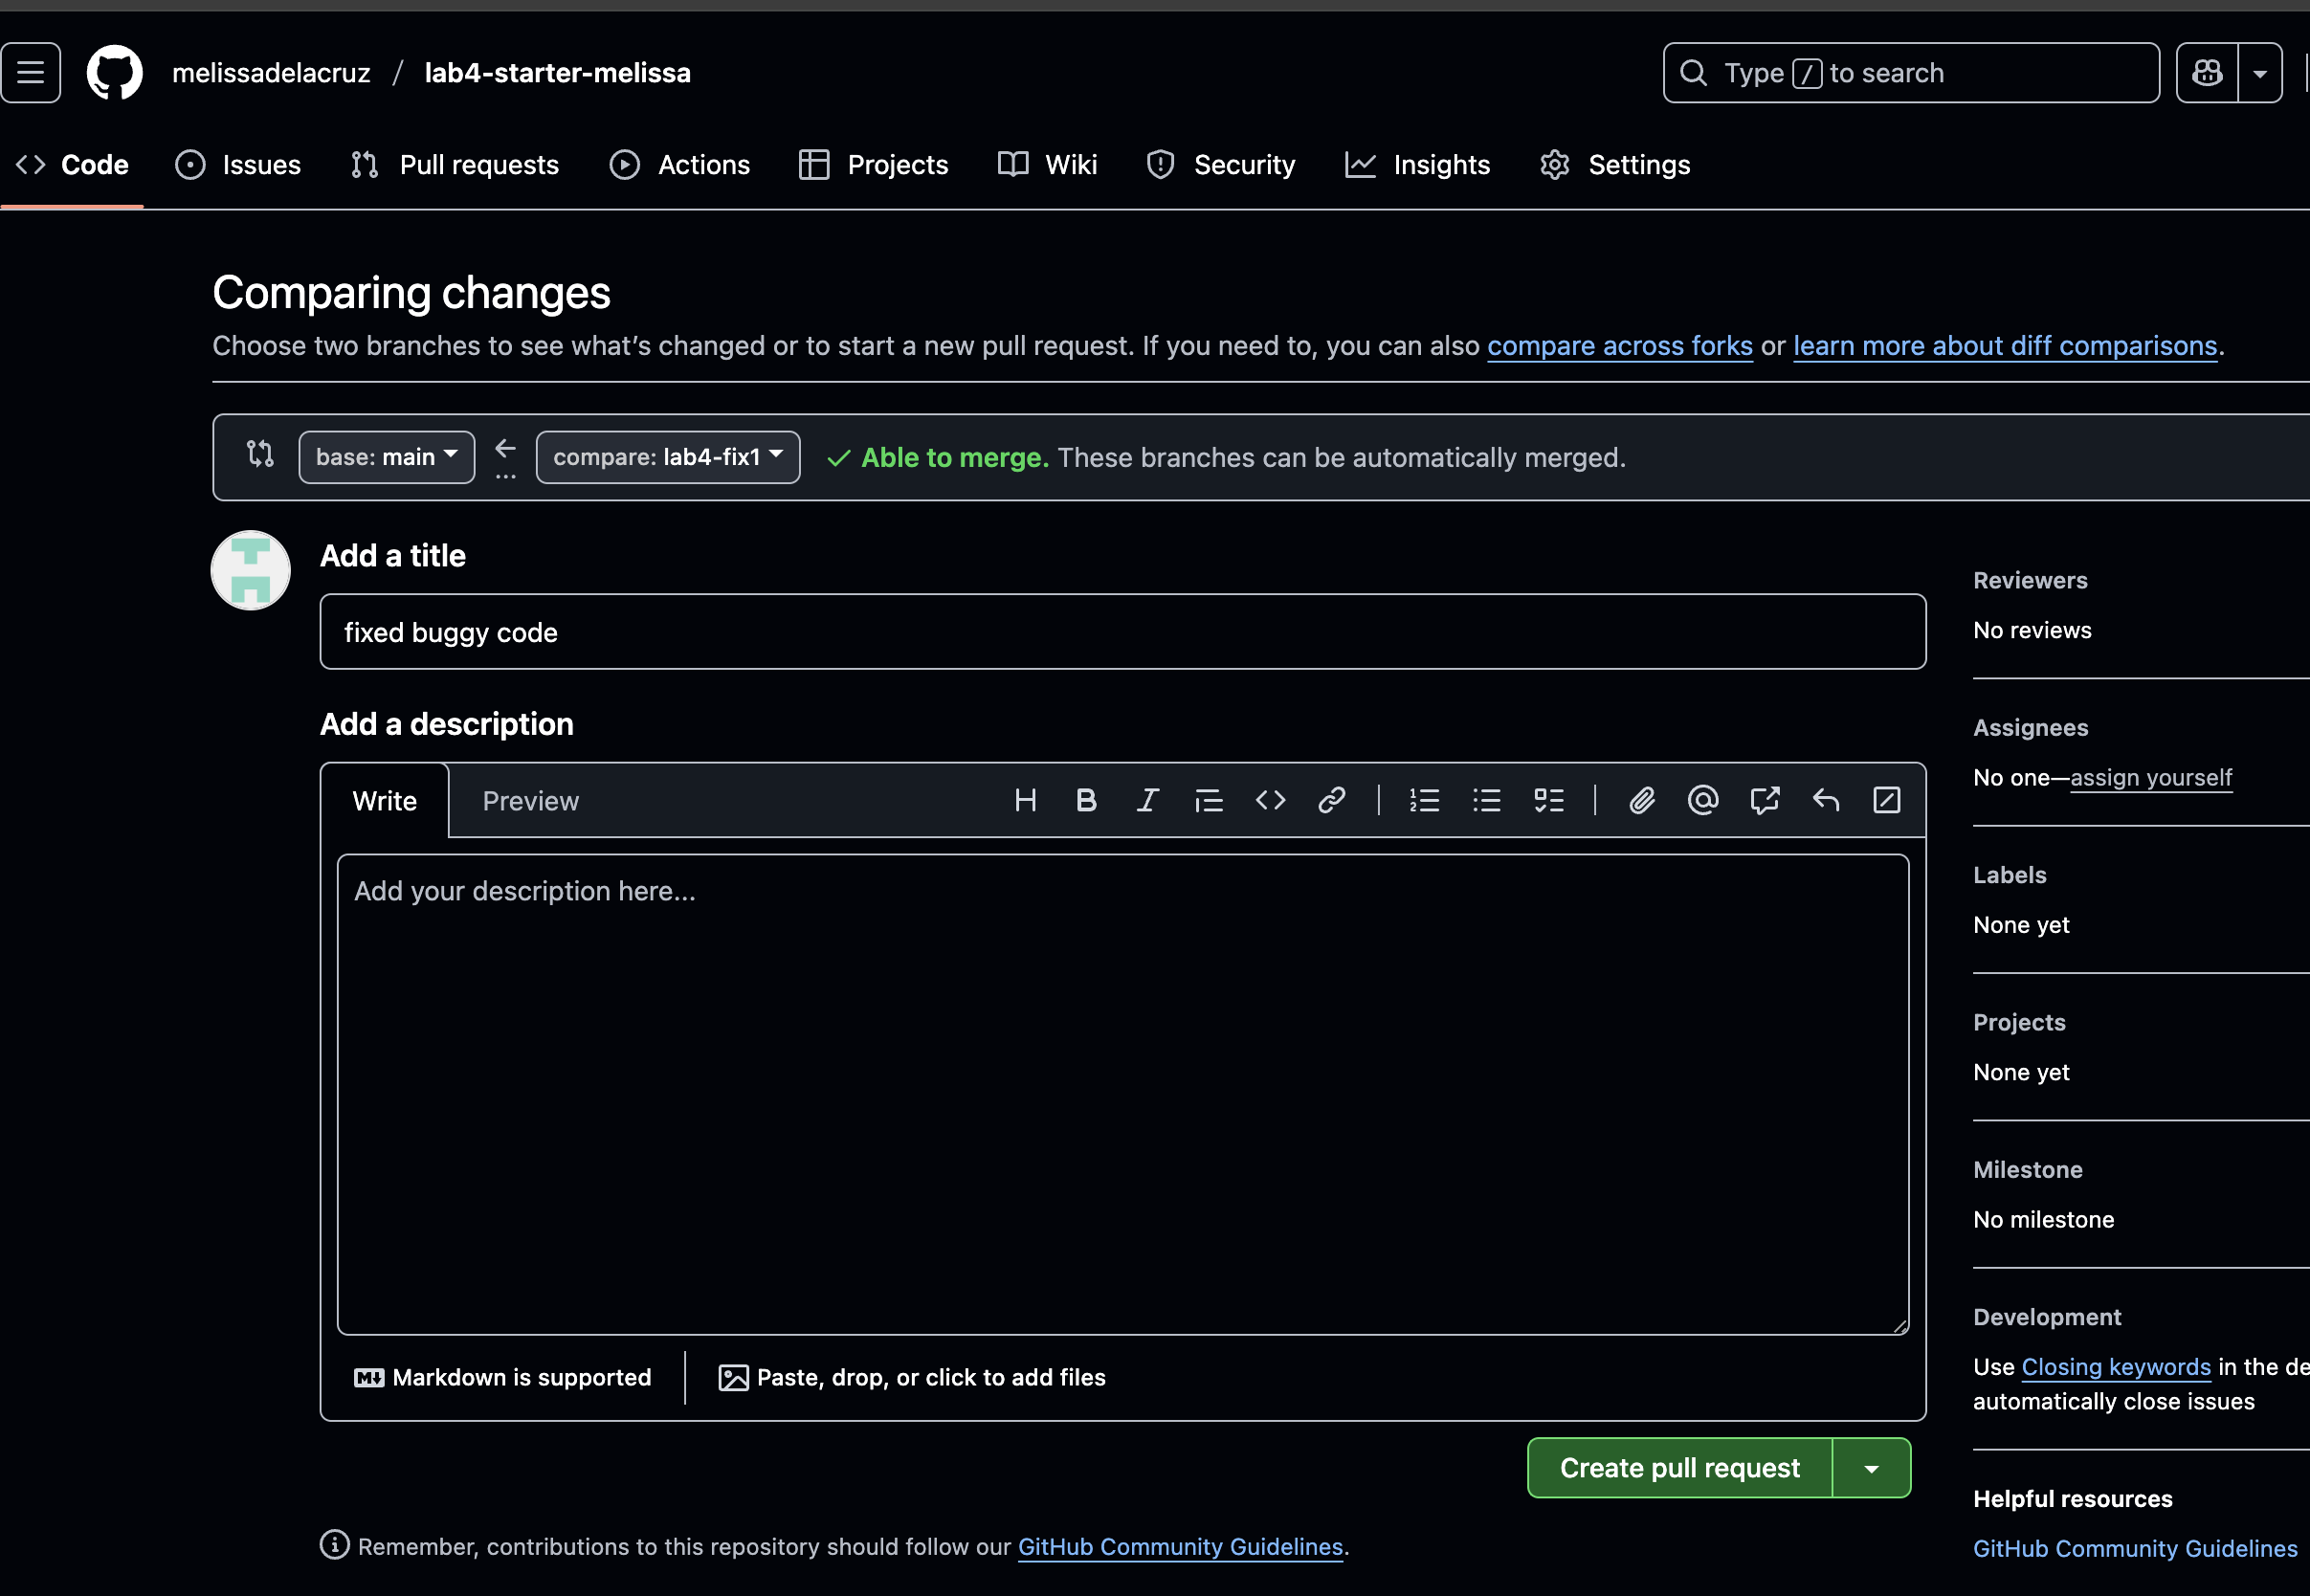 melissadelacruz / lab4-starter-melissa
Type / to search
Code Issues Pull requests Actions Projects Wiki Security Insights Settings
Comparing changes
Choose two branches to see what’s changed or to start a new pull request. If you need to, you can also compare across forks or learn more about diff comparisons.
base: main ... compare: lab4-fix1 Able to merge. These branches can be automatically merged.
Add a title
fixed buggy code
Add a description
Write Preview
Add your description here...
Markdown is supported
Paste, drop, or click to add files
Create pull request
Remember, contributions to this repository should follow our GitHub Community Guidelines.
Reviewers
No reviews
Assignees
No one—assign yourself
Labels
None yet
Projects
None yet
Milestone
No milestone
Development
Use Closing keywords in the de
automatically close issues
Helpful resources
GitHub Community Guidelines